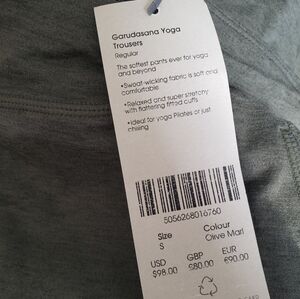 Garudasana Yoga
Trousers
Regular
The softest pants ever for yoga
and beyond
•Sweat-wicking fabric is soft and
comfortable
•Relaxed and super stretchy
with flattering fitted cuffs
•Ideal for yoga Pilates or just
chilling
5056268016760
Size Colour
S Olive Marl
USD GBP EUR
$98.00 £80.00 €90.00